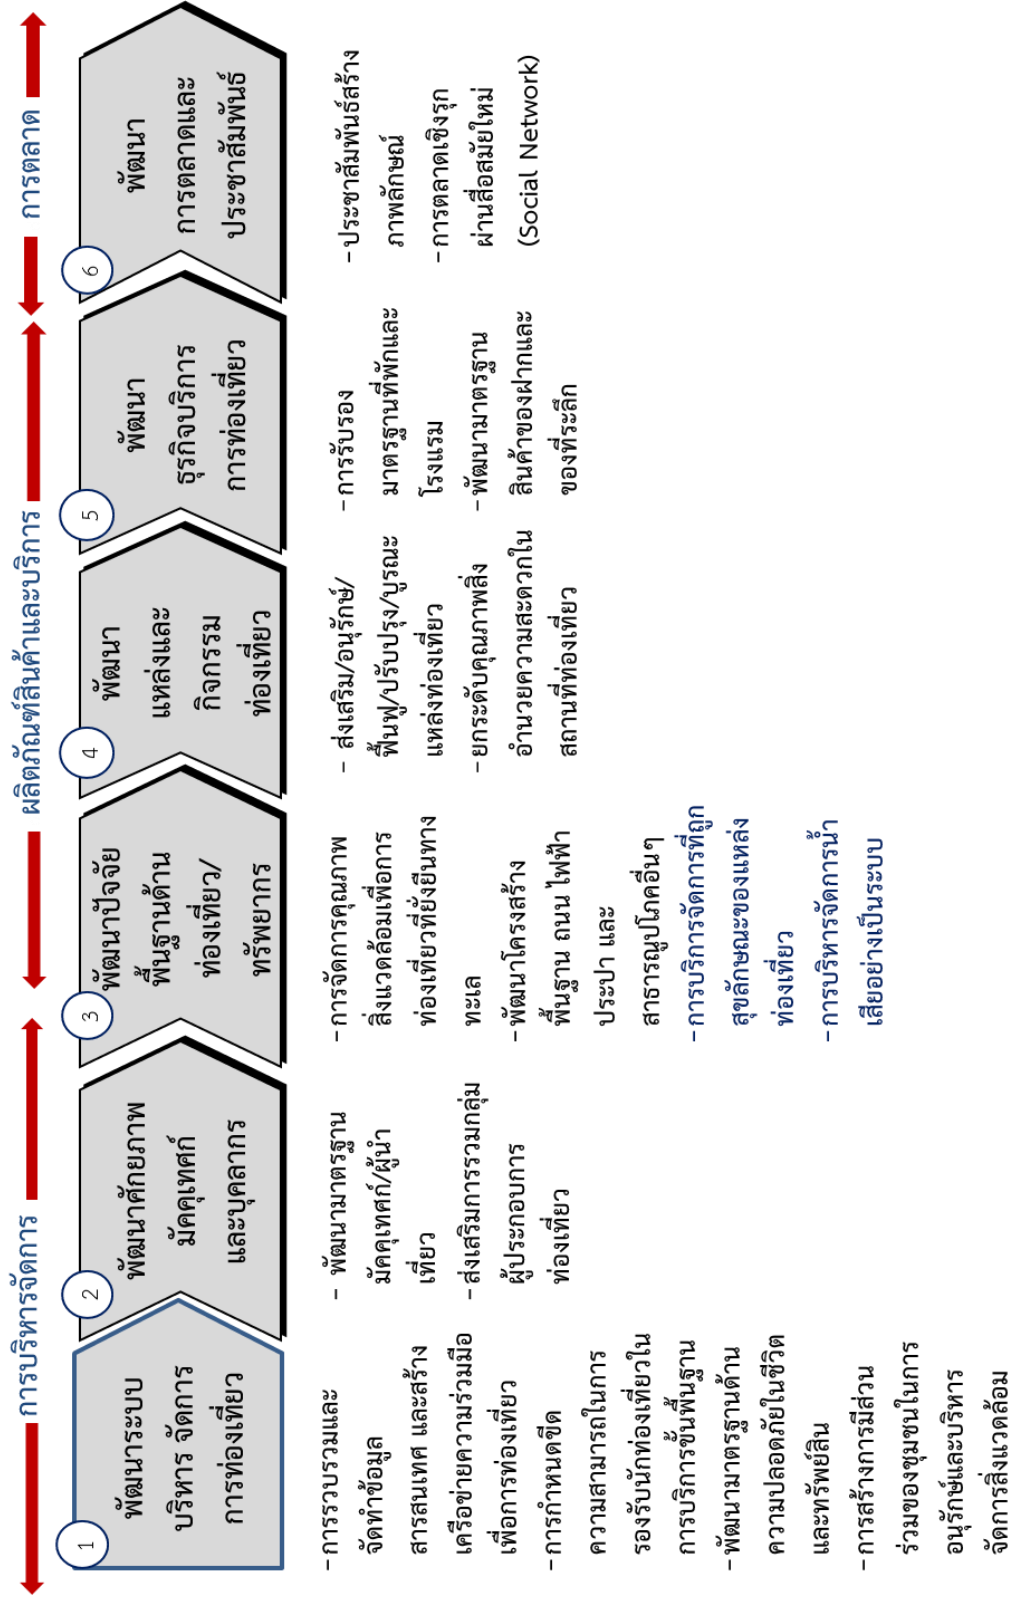 การบริหารจัดการ
ผลิตภัณฑ์สินค้าและบริการ
การตลาด
1
พัฒนาระบบ
บริหาร จัดการ
การท่องเที่ยว
2
พัฒนาศักยภาพ
มัคคุเทศก์
และบุคลากร
3
พัฒนาปัจจัย
พื้นฐานด้าน
ท่องเที่ยว/
ทรัพยากร
4
พัฒนา
แหล่งและ
กิจกรรม
ท่องเที่ยว
5
พัฒนา
ธุรกิจบริการ
การท่องเที่ยว
6
พัฒนา
การตลาดและ
ประชาสัมพันธ์
- การรวบรวมและ
จัดทำข้อมูล
สารสนเทศ และสร้าง
เครือข่ายความร่วมมือ
เพื่อการท่องเที่ยว
- การกำหนดขีด
ความสามารถในการ
รองรับนักท่องเที่ยวใน
การบริการขั้นพื้นฐาน
- พัฒนามาตรฐานด้าน
ความปลอดภัยในชีวิต
และทรัพย์สิน
- การสร้างการมีส่วน
ร่วมของชุมชนในการ
อนุรักษ์และบริหาร
จัดการสิ่งแวดล้อม
- พัฒนามาตรฐาน
มัคคุเทศก์/ผู้นำ
เที่ยว
- ส่งเสริมการรวมกลุ่ม
ผู้ประกอบการ
ท่องเที่ยว
- การจัดการคุณภาพ
สิ่งแวดล้อมเพื่อการ
ท่องเที่ยวที่ยั่งยืนทาง
ทะเล
- พัฒนาโครงสร้าง
พื้นฐาน ถนน ไฟฟ้า
ประปา และ
สาธารณูปโภคอื่นๆ
- การบริการจัดการที่ถูก
สุขลักษณะของแหล่ง
ท่องเที่ยว
- การบริหารจัดการน้ำ
เสียอย่างเป็นระบบ
- ส่งเสริม/อนุรักษ์/
ฟื้นฟู/ปรับปรุง/บูรณะ
แหล่งท่องเที่ยว
- ยกระดับคุณภาพสิ่ง
อำนวยความสะดวกใน
สถานที่ท่องเที่ยว
- การรับรอง
มาตรฐานที่พักและ
โรงแรม
- พัฒนามาตรฐาน
สินค้าของฝากและ
ของที่ระลึก
- ประชาสัมพันธ์สร้าง
ภาพลักษณ์
- การตลาดเชิงรุก
ผ่านสื่อสมัยใหม่
(Social Network)